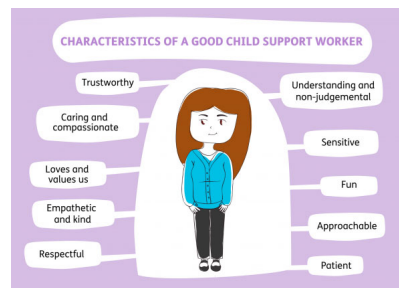 CHARACTERISTICS OF A GOOD CHILD SUPPORT WORKER
Trustworthy
Caring and
compassionate
Loves and
values us
Empathetic
and kind
Respectful
Understanding and
non-judgemental
Sensitive
Fun
Approachable
Patient